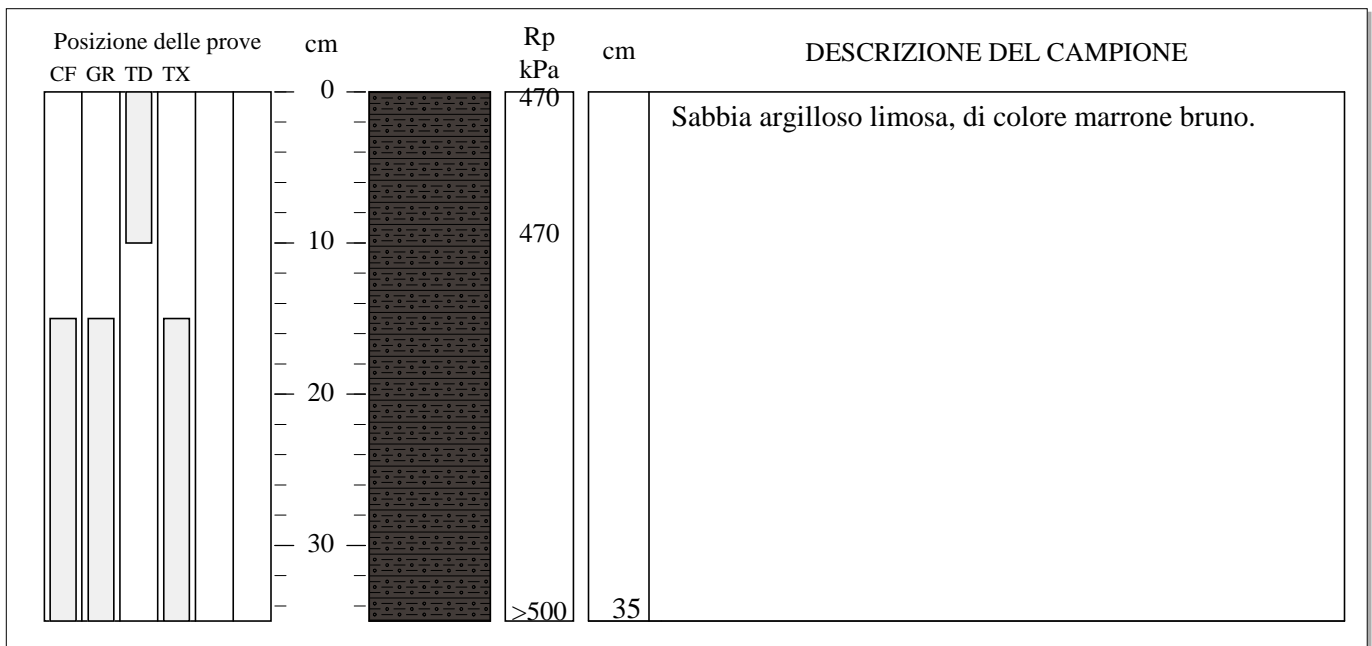 Posizione delle prove
CF GR TD TX
cm
Rp
kPa
cm
DESCRIZIONE DEL CAMPIONE
0
470
Sabbia argilloso limosa, di colore marrone bruno.
10
470
20
30
>500
35